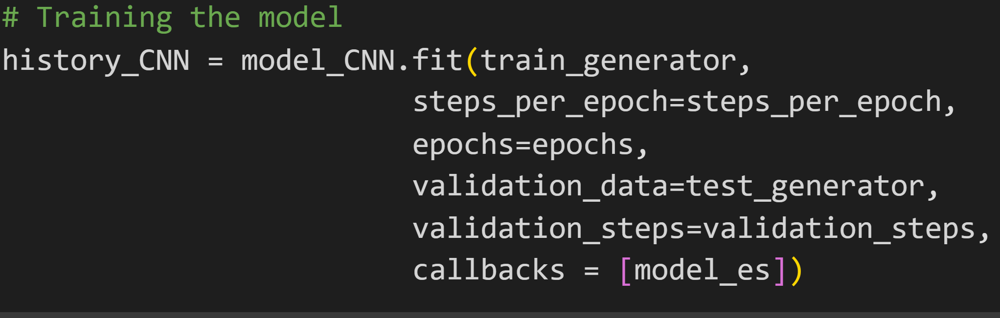 # Training the model
history_CNN = model_CNN.fit(train_generator,
                        steps_per_epoch=steps_per_epoch,
                        epochs=epochs,
                        validation_data=test_generator,
                        validation_steps=validation_steps,
                        callbacks = [model_es])